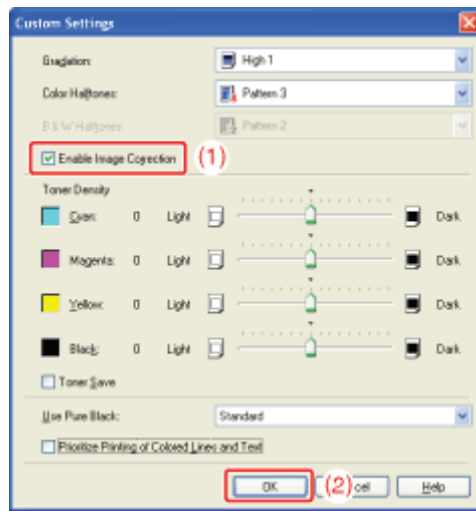 Custom Settings
Gradation: High 1
Color Halftones: Pattern 3
B & W Halftones: Pattern 2
Enable Image Correction (1)
Toner Density
Cyan: 0 Light Dark
Magenta: 0 Light Dark
Yellow: 0 Light Dark
Black: 0 Light Dark
Toner Save
Use Pure Black: Standard
Prioritize Printing of Colored Lines and Text
OK (2) cel Help